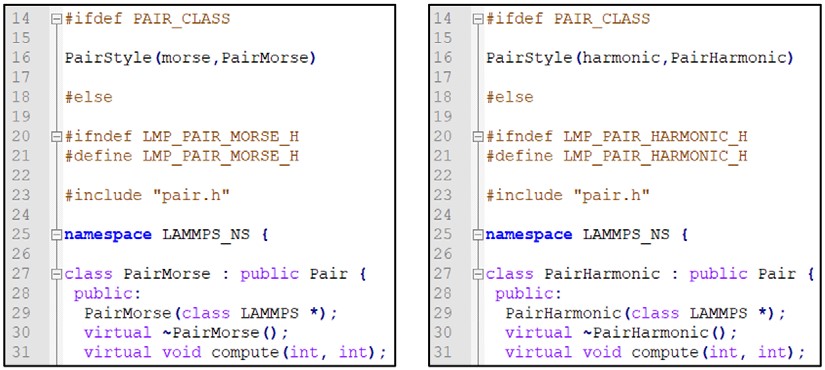 14 #ifdef PAIR_CLASS
15
16 PairStyle(morse,PairMorse)
17
18 #else
19
20 #ifndef LMP_PAIR_MORSE_H
21 #define LMP_PAIR_MORSE_H
22
23 #include "pair.h"
24
25 namespace LAMMPS_NS {
26
27 class PairMorse : public Pair {
28 public:
29 PairMorse(class LAMMPS *);
30 virtual ~PairMorse();
31 virtual void compute(int, int);
14 #ifdef PAIR_CLASS
15
16 PairStyle(harmonic,PairHarmonic)
17
18 #else
19
20 #ifndef LMP_PAIR_HARMONIC_H
21 #define LMP_PAIR_HARMONIC_H
22
23 #include "pair.h"
24
25 namespace LAMMPS_NS {
26
27 class PairHarmonic : public Pair {
28 public:
29 PairHarmonic(class LAMMPS *);
30 virtual ~PairHarmonic();
31 virtual void compute(int, int);